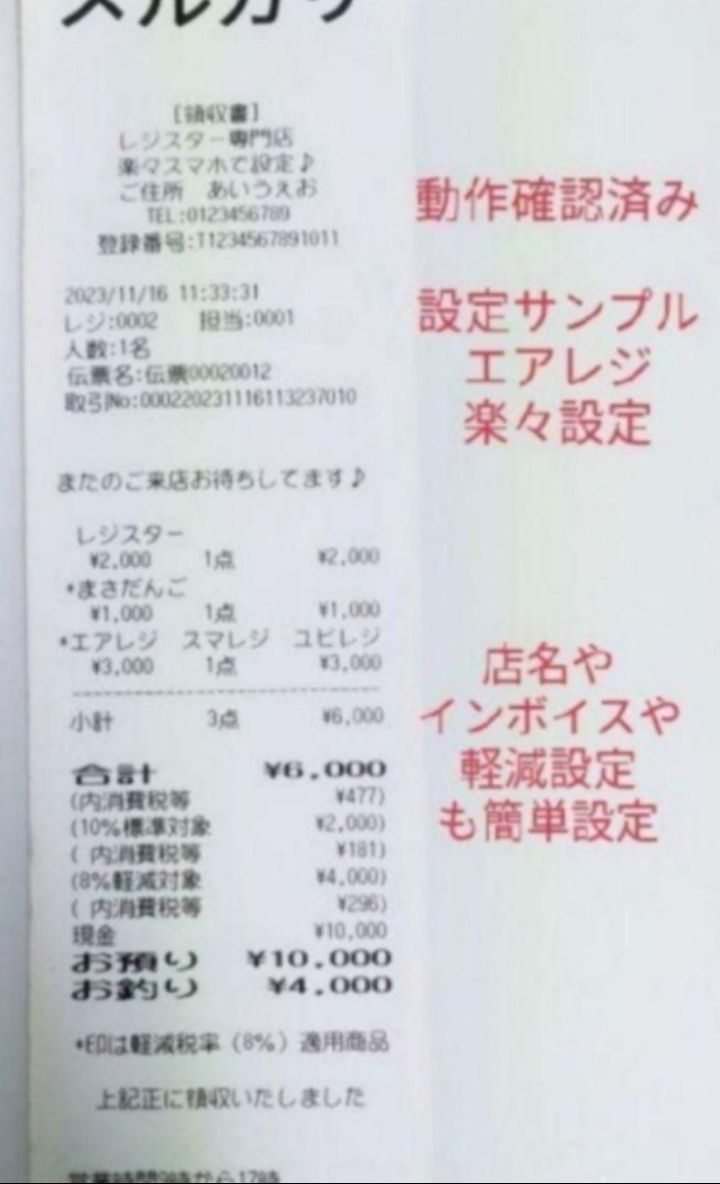 メルカリ
[領収書]
レジスター専門店
楽々スマホで設定♪
ご住所 あいうえお
TEL:0123456789
登録番号:T1234567891011
動作確認済み
2023/11/16 11:33:31
レジ:0002 担当:0001
人数:1名
伝票名:伝票00020012
取引No:00022023111611323​7010
設定サンプル
エアレジ
楽々設定
またのご来店お待ちしてます♪
レジスター
¥2,000 1点 ¥2,000
*まさだんご
¥1,000 1点 ¥1,000
*エアレジ スマレジ ユビレジ
¥3,000 1点 ¥3,000
小計 3点 ¥6,000
店名や
インボイスや
軽減設定
も簡単設定
合計 ¥6,000
(内消費税等 ¥477)
(10%標準対象 ¥2,000)
( 内消費税等 ¥181)
(8%軽減対象 ¥4,000)
( 内消費税等 ¥296)
現金 ¥10,000
お預り ¥10,000
お釣り ¥4,000
*印は軽減税率(8%)適用商品
上記正に領収いたしました